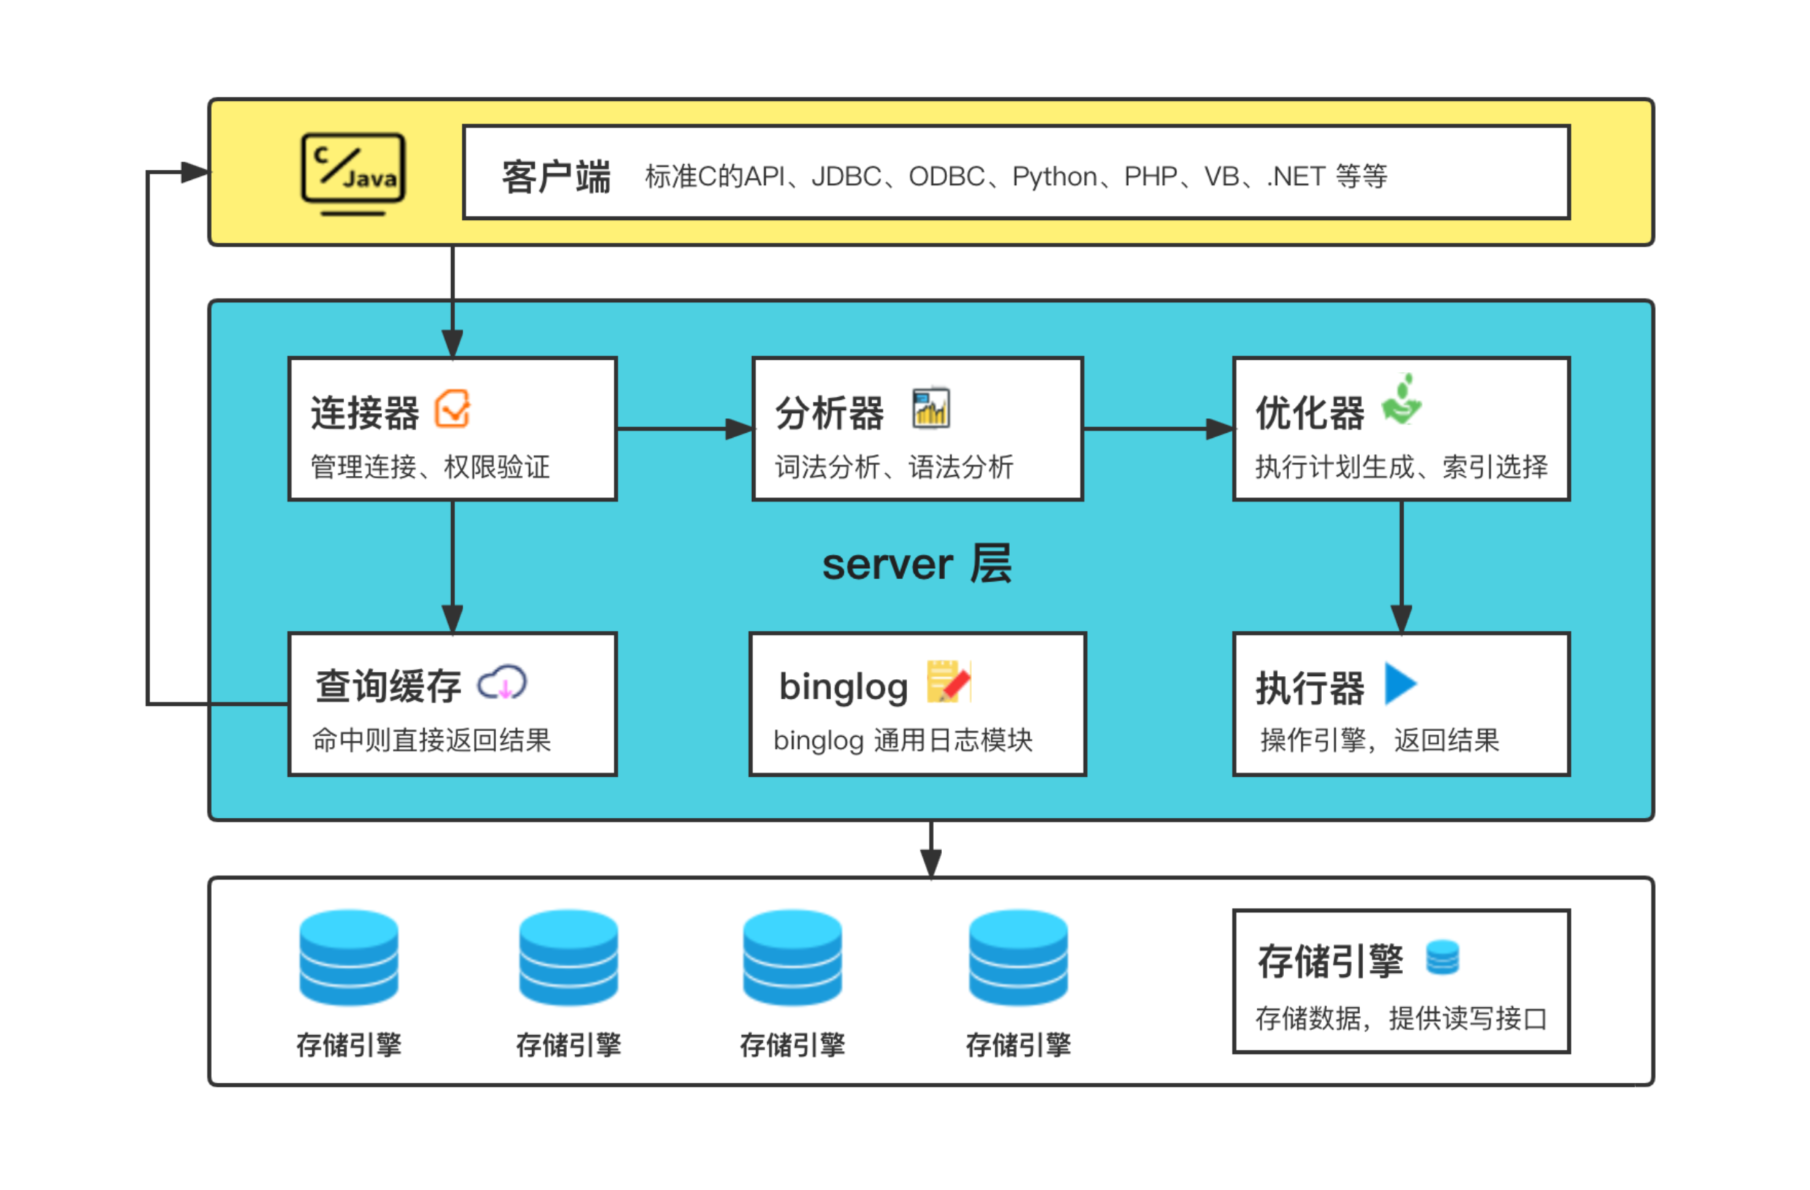 C
Java
客户端 标准C的API、JDBC、ODBC、Python、PHP、VB、.NET 等等
连接器
管理连接、权限验证
分析器
词法分析、语法分析
优化器
执行计划生成、索引选择
server 层
查询缓存
命中则直接返回结果
binglog
binglog 通用日志模块
执行器
操作引擎，返回结果
存储引擎
存储引擎
存储引擎
存储引擎
存储引擎
存储数据，提供读写接口